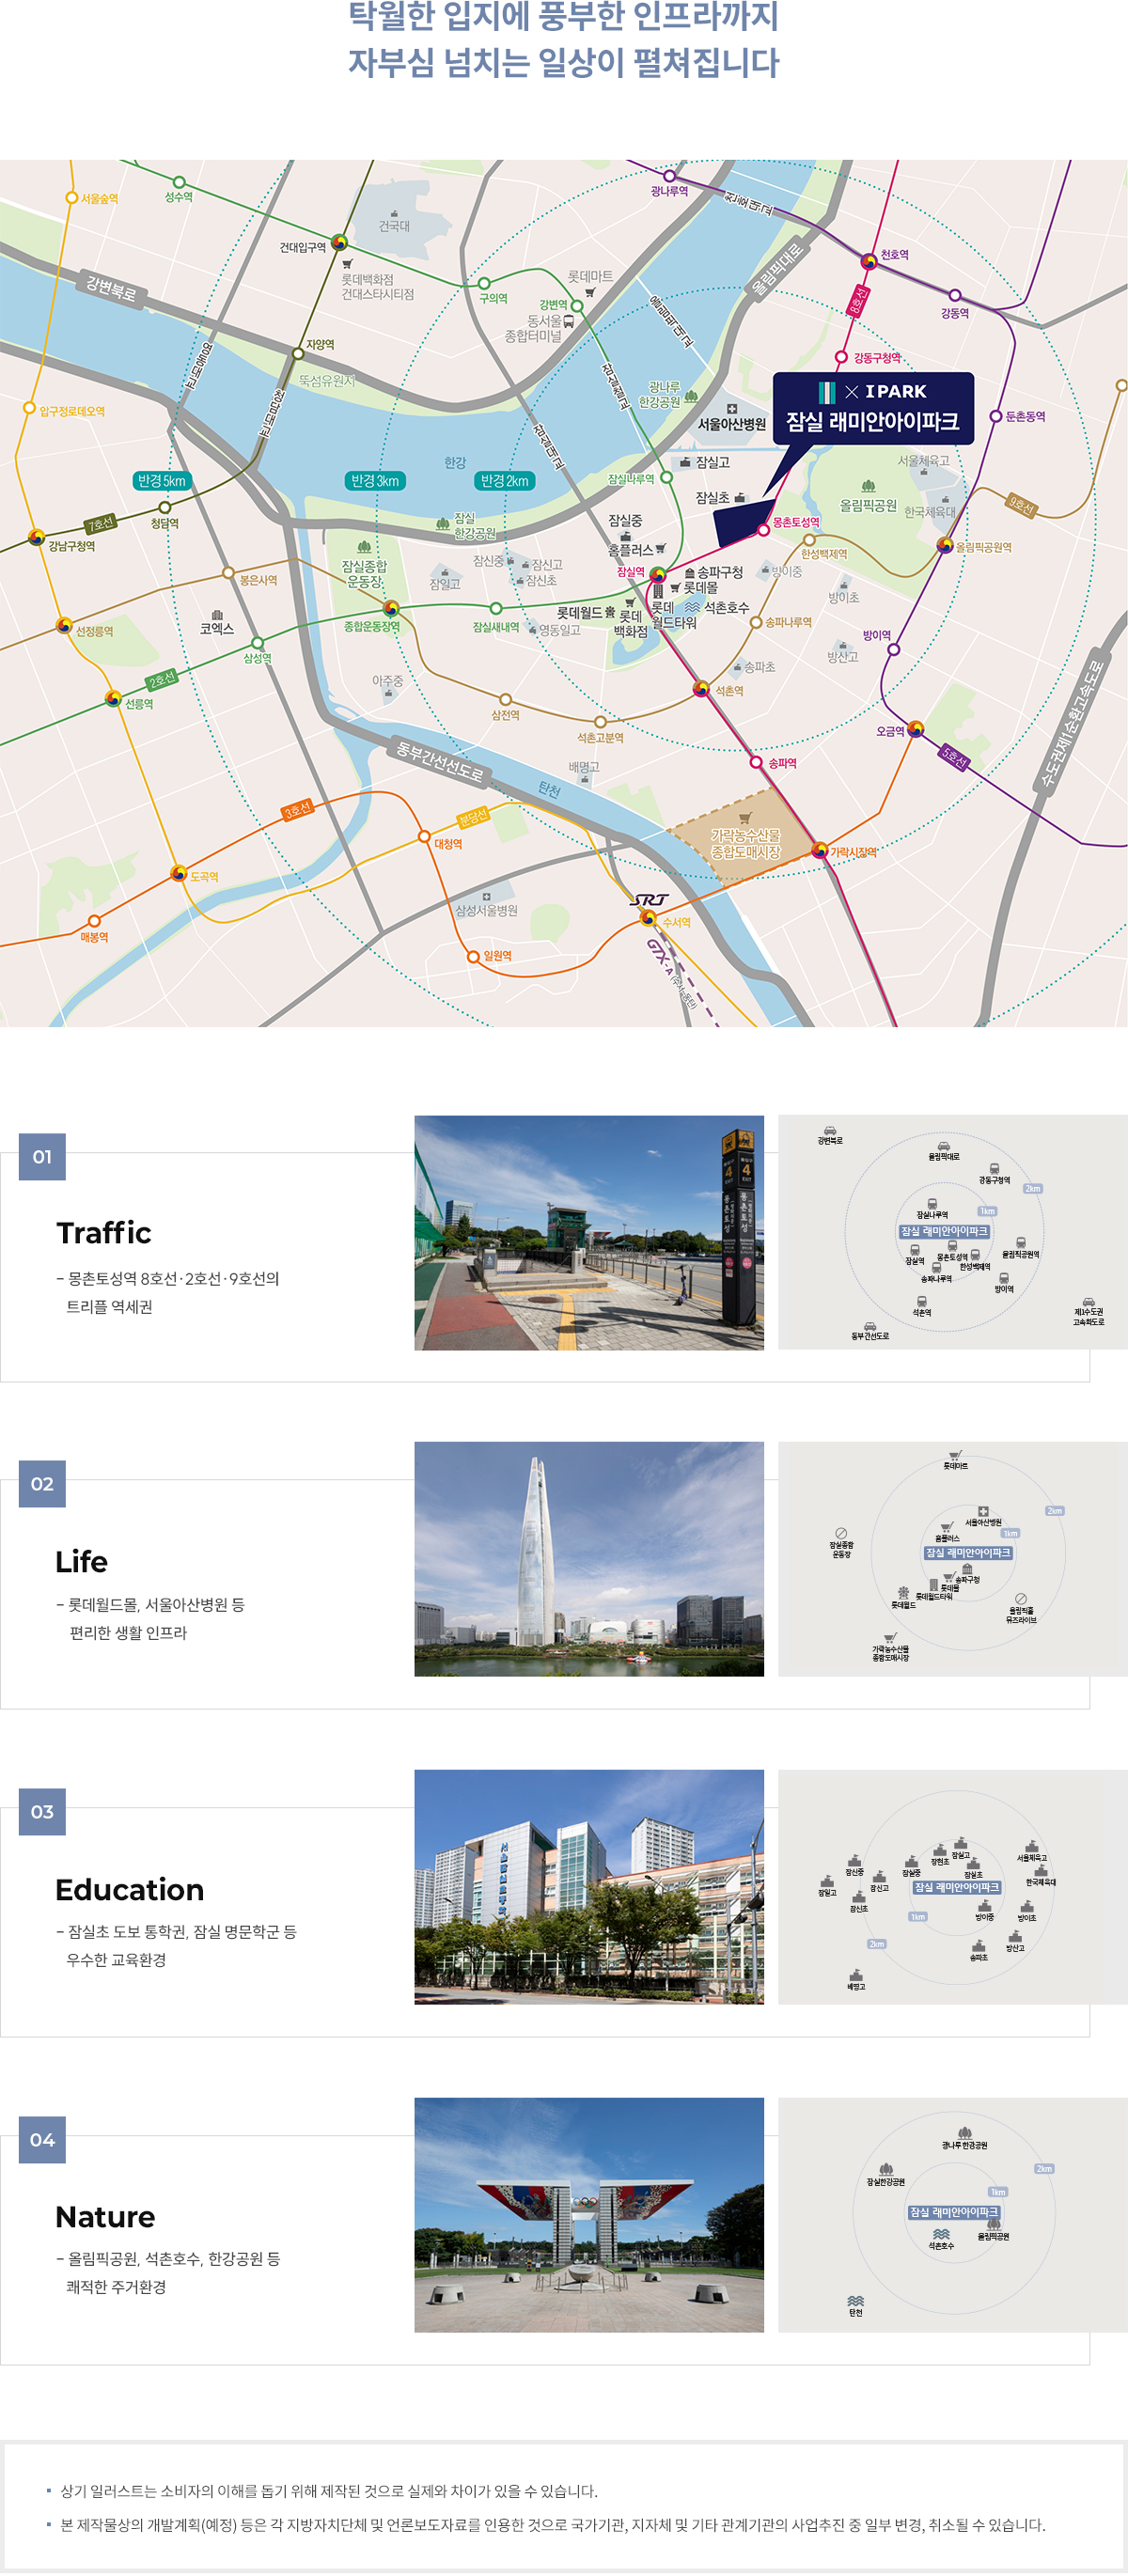 탁월한 입지에 풍부한 인프라까지
자부심 넘치는 일상이 펼쳐집니다
서울숲역
성수역
건국대
건대입구역
롯데백화점
건대스타시티점
구의역
롯데마트
강변역
동서울
종합터미널
광나루역
천호대교
올림픽대로
천호역
8호선
강동역
강동구청역
강변북로
영동대교
자양역
뚝섬유원지
청담대교
올림픽대교
잠실철교
잠실대교
광나루
한강공원
서울아산병원
× I PARK
잠실 래미안아이파크
압구정로데오역
둔촌동역
한강
반경 5km
반경 3km
반경 2km
잠실나루역
잠실고
잠실초
서울체육고
올림픽공원
한국체육대
9호선
7호선
청담역
강남구청역
잠실
한강공원
잠실중
홈플러스
몽촌토성역
한성백제역
올림픽공원역
봉은사역
잠실종합
운동장
잠일고
잠신중
잠신고
잠신초
잠실역
송파구청
롯데몰
방이중
방이초
코엑스
선정릉역
종합운동장역
잠실새내역
롯데월드
롯데
백화점
롯데
월드타워
석촌호수
영동일고
송파나루역
방이역
방산고
삼성역
2호선
선릉역
아주중
삼전역
석촌고분역
석촌역
송파초
오금역
5호선
수도권제1순환고속도로
동부간선도로
배명고
탄천
송파역
3호선
분당선
대청역
가락농수산물
종합도매시장
가락시장역
도곡역
매봉역
삼성서울병원
SRT
수서역
일원역
GTX-A (수서-동탄)
01
Traffic
- 몽촌토성역 8호선·2호선·9호선의
트리플 역세권
4
4
EXIT
몽촌토성
강변북로
올림픽대로
강동구청역
2km
1km
잠실나루역
잠실 래미안아이파크
잠실역
몽촌토성역
한성백제역
올림픽공원역
송파나루역
방이역
석촌역
동부간선도로
제1수도권
고속화도로
02
Life
- 롯데월드몰, 서울아산병원 등
편리한 생활 인프라
롯데마트
2km
서울아산병원
1km
홈플러스
잠실종합
운동장
잠실 래미안아이파크
송파구청
롯데몰
롯데월드타워
롯데월드
올림픽홀
뮤즈라이브
가락농수산물
종합도매시장
03
Education
- 잠실초 도보 통학권, 잠실 명문학군 등
우수한 교육환경
잠실고
잠현초
잠실초
잠실중
잠신중
잠신고
잠일고
잠신초
서울체육고
한국체육대
잠실 래미안아이파크
1km
2km
방이중
방이초
방산고
송파초
배명고
04
Nature
- 올림픽공원, 석촌호수, 한강공원 등
쾌적한 주거환경
광나루 한강공원
2km
잠실한강공원
1km
잠실 래미안아이파크
올림픽공원
석촌호수
탄천
상기 일러스트는 소비자의 이해를 돕기 위해 제작된 것으로 실제와 차이가 있을 수 있습니다.
본 제작물상의 개발계획(예정) 등은 각 지방자치단체 및 언론보도자료를 인용한 것으로 국가기관, 지자체 및 기타 관계기관의 사업추진 중 일부 변경, 취소될 수 있습니다.